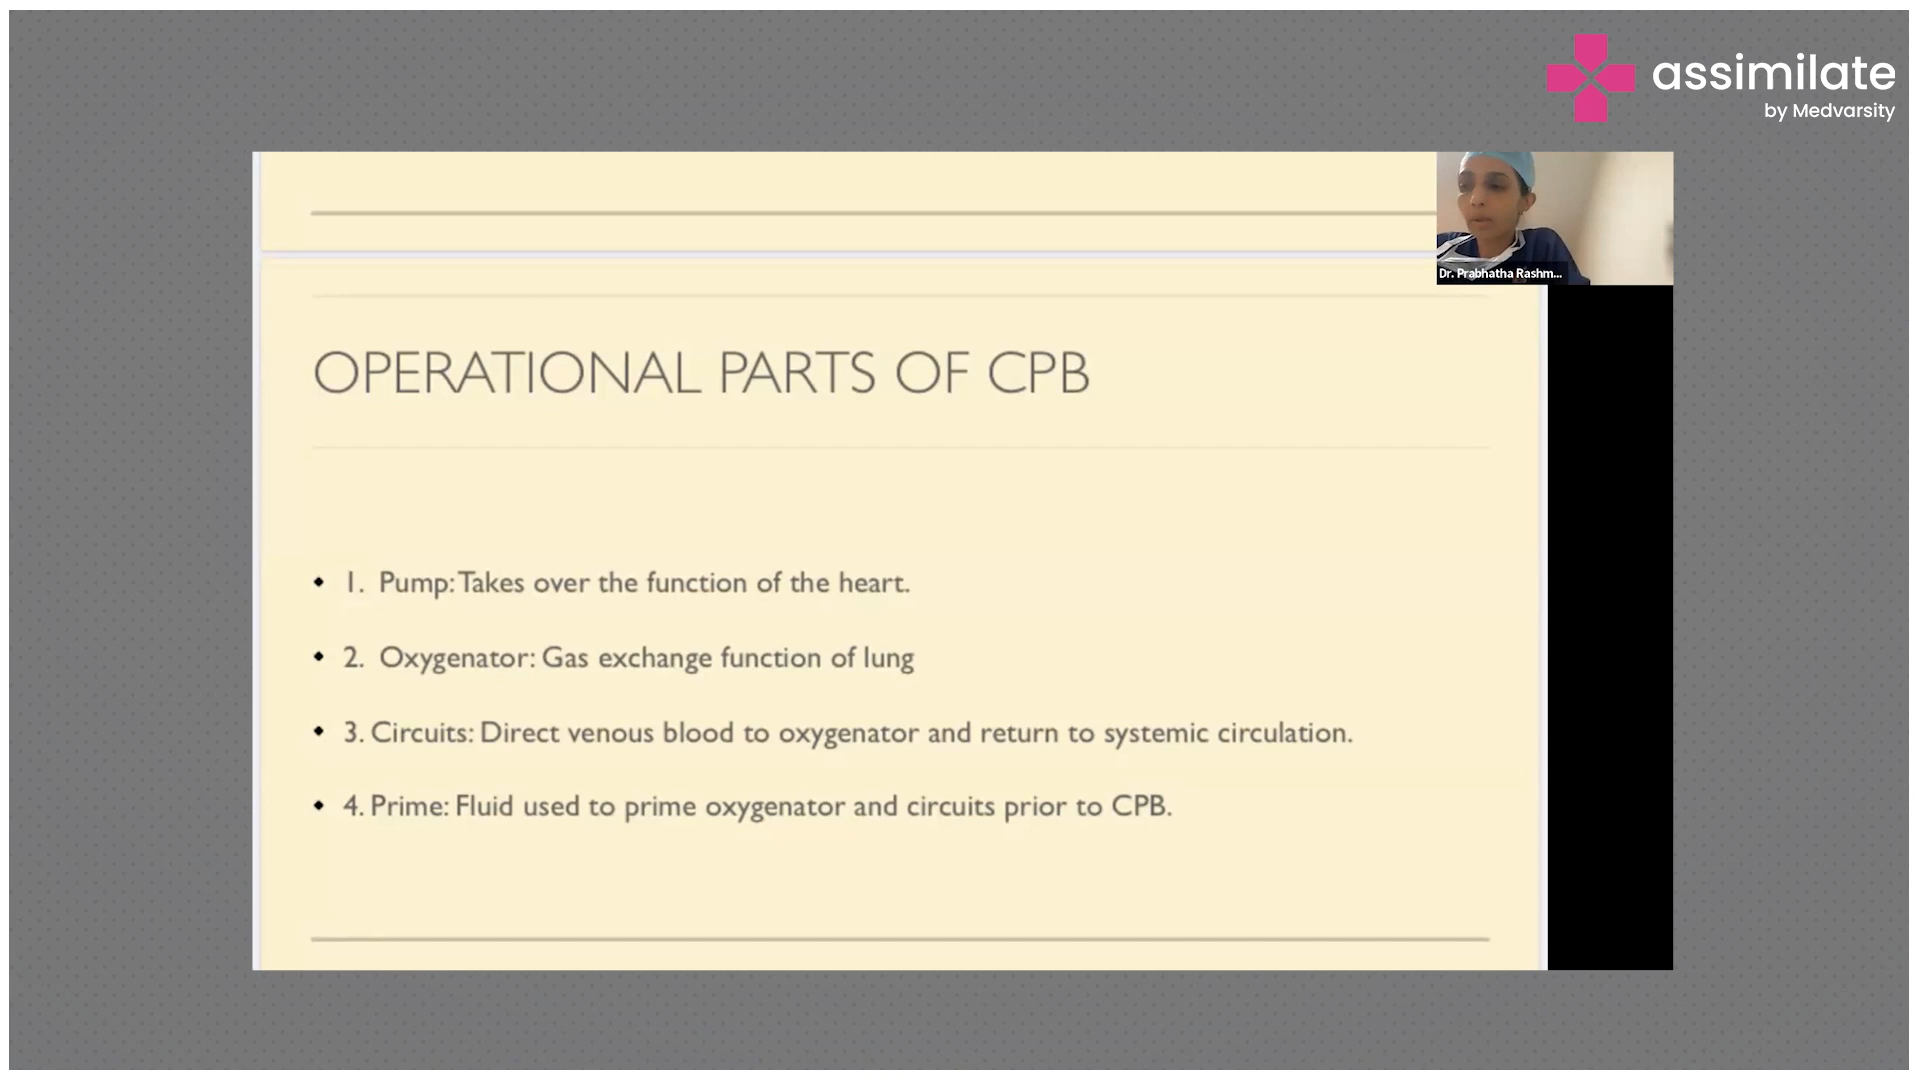 assimilate
by Medvarsity
Dr. Prabhatha Rashm...
OPERATIONAL PARTS OF CPB
• 1. Pump: Takes over the function of the heart.
• 2. Oxygenator: Gas exchange function of lung
• 3. Circuits: Direct venous blood to oxygenator and return to systemic circulation.
• 4. Prime: Fluid used to prime oxygenator and circuits prior to CPB.